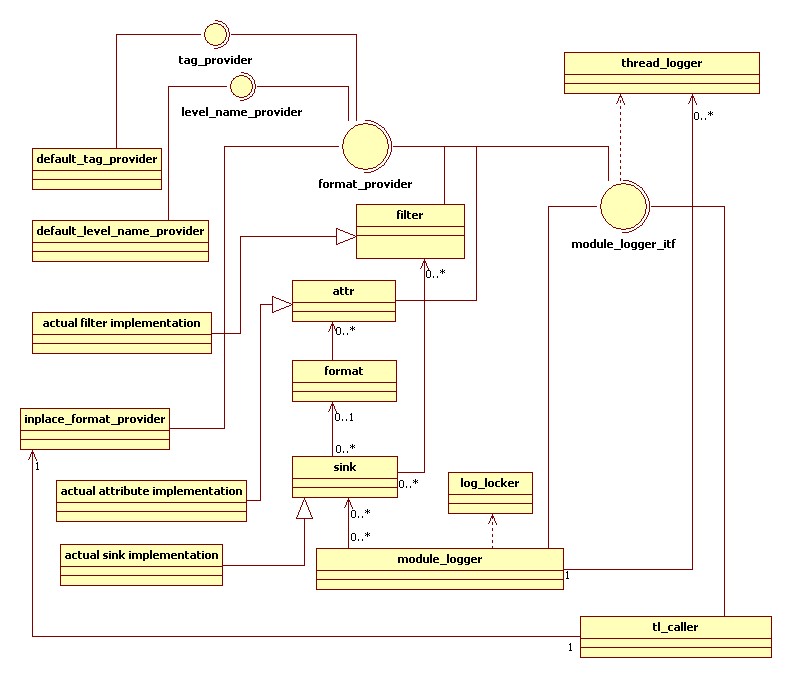 tag_provider
thread_logger
level_name_provider
0..*
default_tag_provider
format_provider
filter
default_level_name_provider
module_logger_itf
0..*
attr
actual filter implementation
0..*
format
inplace_format_provider
0..1
0..*
1
sink
0..*
log_locker
actual attribute implementation
0..*
0..*
actual sink implementation
module_logger
1
tl_caller
1